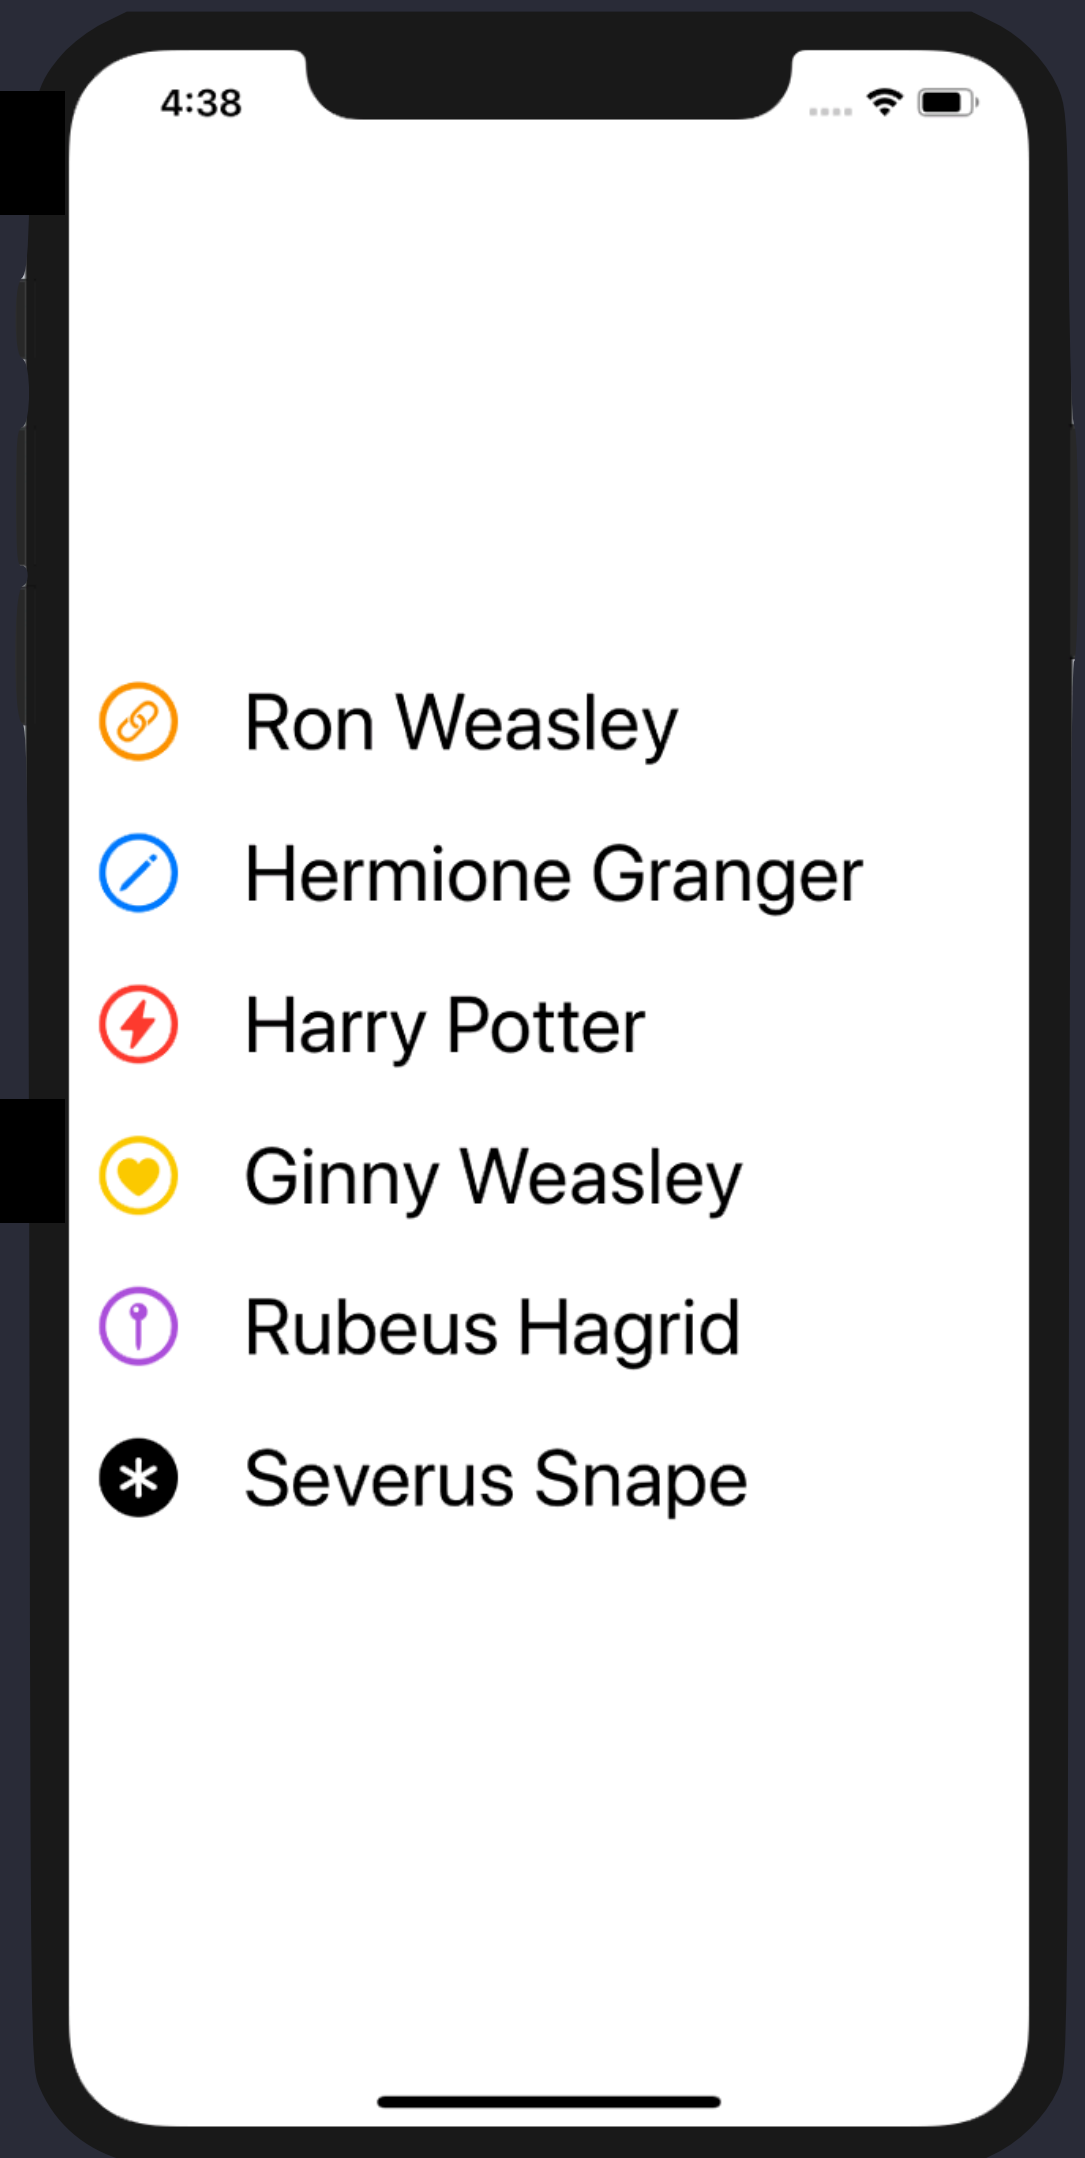 4:38
Ron Weasley
Hermione Granger
Harry Potter
Ginny Weasley
Rubeus Hagrid
Severus Snape